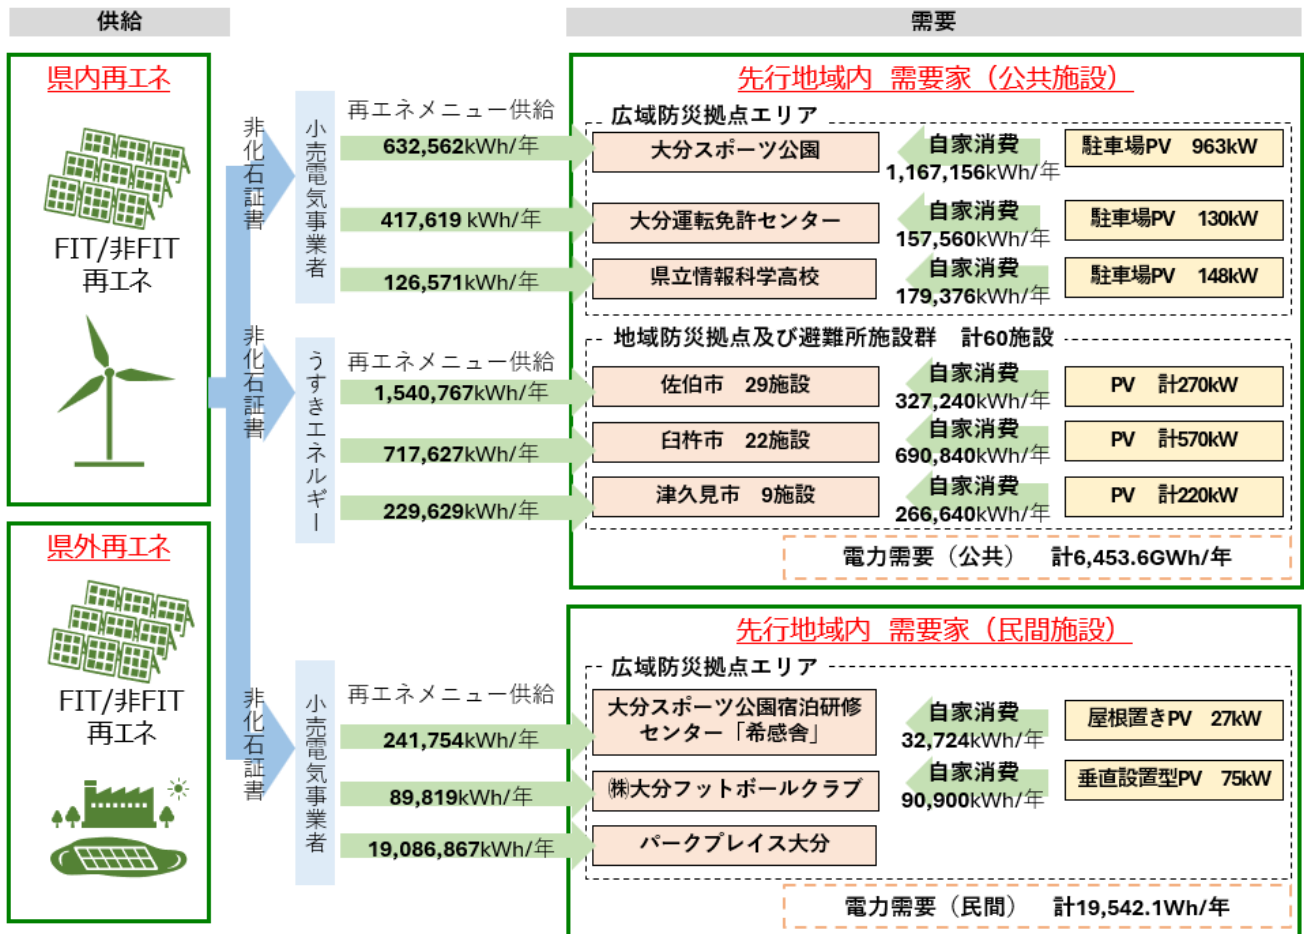 供給
需要
県内再エネ
FIT/非FIT
再エネ
県外再エネ
FIT/非FIT
再エネ
非化石証書
小売電気事業者
再エネメニュー供給
632,562kWh/年
417,619 kWh/年
126,571kWh/年
非化石証書
うすきエネルギー
再エネメニュー供給
1,540,767kWh/年
717,627kWh/年
229,629kWh/年
非化石証書
小売電気事業者
再エネメニュー供給
241,754kWh/年
89,819kWh/年
19,086,867kWh/年
先行地域内 需要家（公共施設）
広域防災拠点エリア
大分スポーツ公園
自家消費
1,167,156kWh/年
駐車場PV 963kW
大分運転免許センター
自家消費
157,560kWh/年
駐車場PV 130kW
県立情報科学高校
自家消費
179,376kWh/年
駐車場PV 148kW
地域防災拠点及び避難所施設群 計60施設
佐伯市 29施設
自家消費
327,240kWh/年
PV 計270kW
臼杵市 22施設
自家消費
690,840kWh/年
PV 計570kW
津久見市 9施設
自家消費
266,640kWh/年
PV 計220kW
電力需要（公共） 計6,453.6GWh/年
先行地域内 需要家（民間施設）
広域防災拠点エリア
大分スポーツ公園宿泊研修
センター「希感舎」
自家消費
32,724kWh/年
屋根置きPV 27kW
㈱大分フットボールクラブ
自家消費
90,900kWh/年
垂直設置型PV 75kW
パークプレイス大分
電力需要（民間） 計19,542.1Wh/年